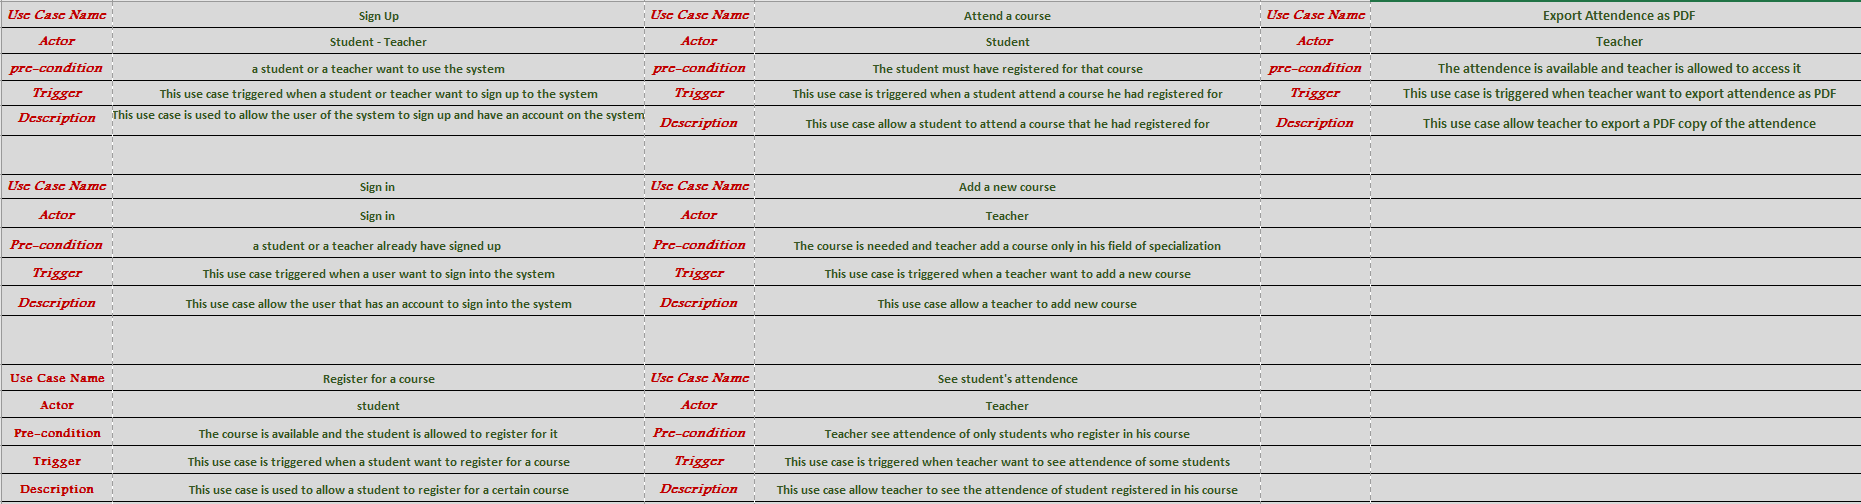 Use Case Name Sign Up Use Case Name Attend a course Use Case Name Export Attendence as PDF
Actor Student - Teacher Actor Student Actor Teacher
pre-condition a student or a teacher want to use the system pre-condition The student must have registered for that course pre-condition The attendence is available and teacher is allowed to access it
Trigger This use case triggered when a student or teacher want to sign up to the system Trigger This use case is triggered when a student attend a course he had registered for Trigger This use case is triggered when teacher want to export attendence as PDF
Description This use case is used to allow the user of the system to sign up and have an account on the system Description This use case allow a student to attend a course that he had registered for Description This use case allow teacher to export a PDF copy of the attendence
Use Case Name Sign in Use Case Name Add a new course
Actor Sign in Actor Teacher
Pre-condition a student or a teacher already have signed up Pre-condition The course is needed and teacher add a course only in his field of specialization
Trigger This use case triggered when a user want to sign into the system Trigger This use case is triggered when a teacher want to add a new course
Description This use case allow the user that has an account to sign into the system Description This use case allow a teacher to add new course
Use Case Name Register for a course Use Case Name See student's attendence
Actor student Actor Teacher
Pre-condition The course is available and the student is allowed to register for it Pre-condition Teacher see attendence of only students who register in his course
Trigger This use case is triggered when a student want to register for a course Trigger This use case is triggered when teacher want to see attendence of some students
Description This use case is used to allow a student to register for a certain course Description This use case allow teacher to see the attendence of student registered in his course